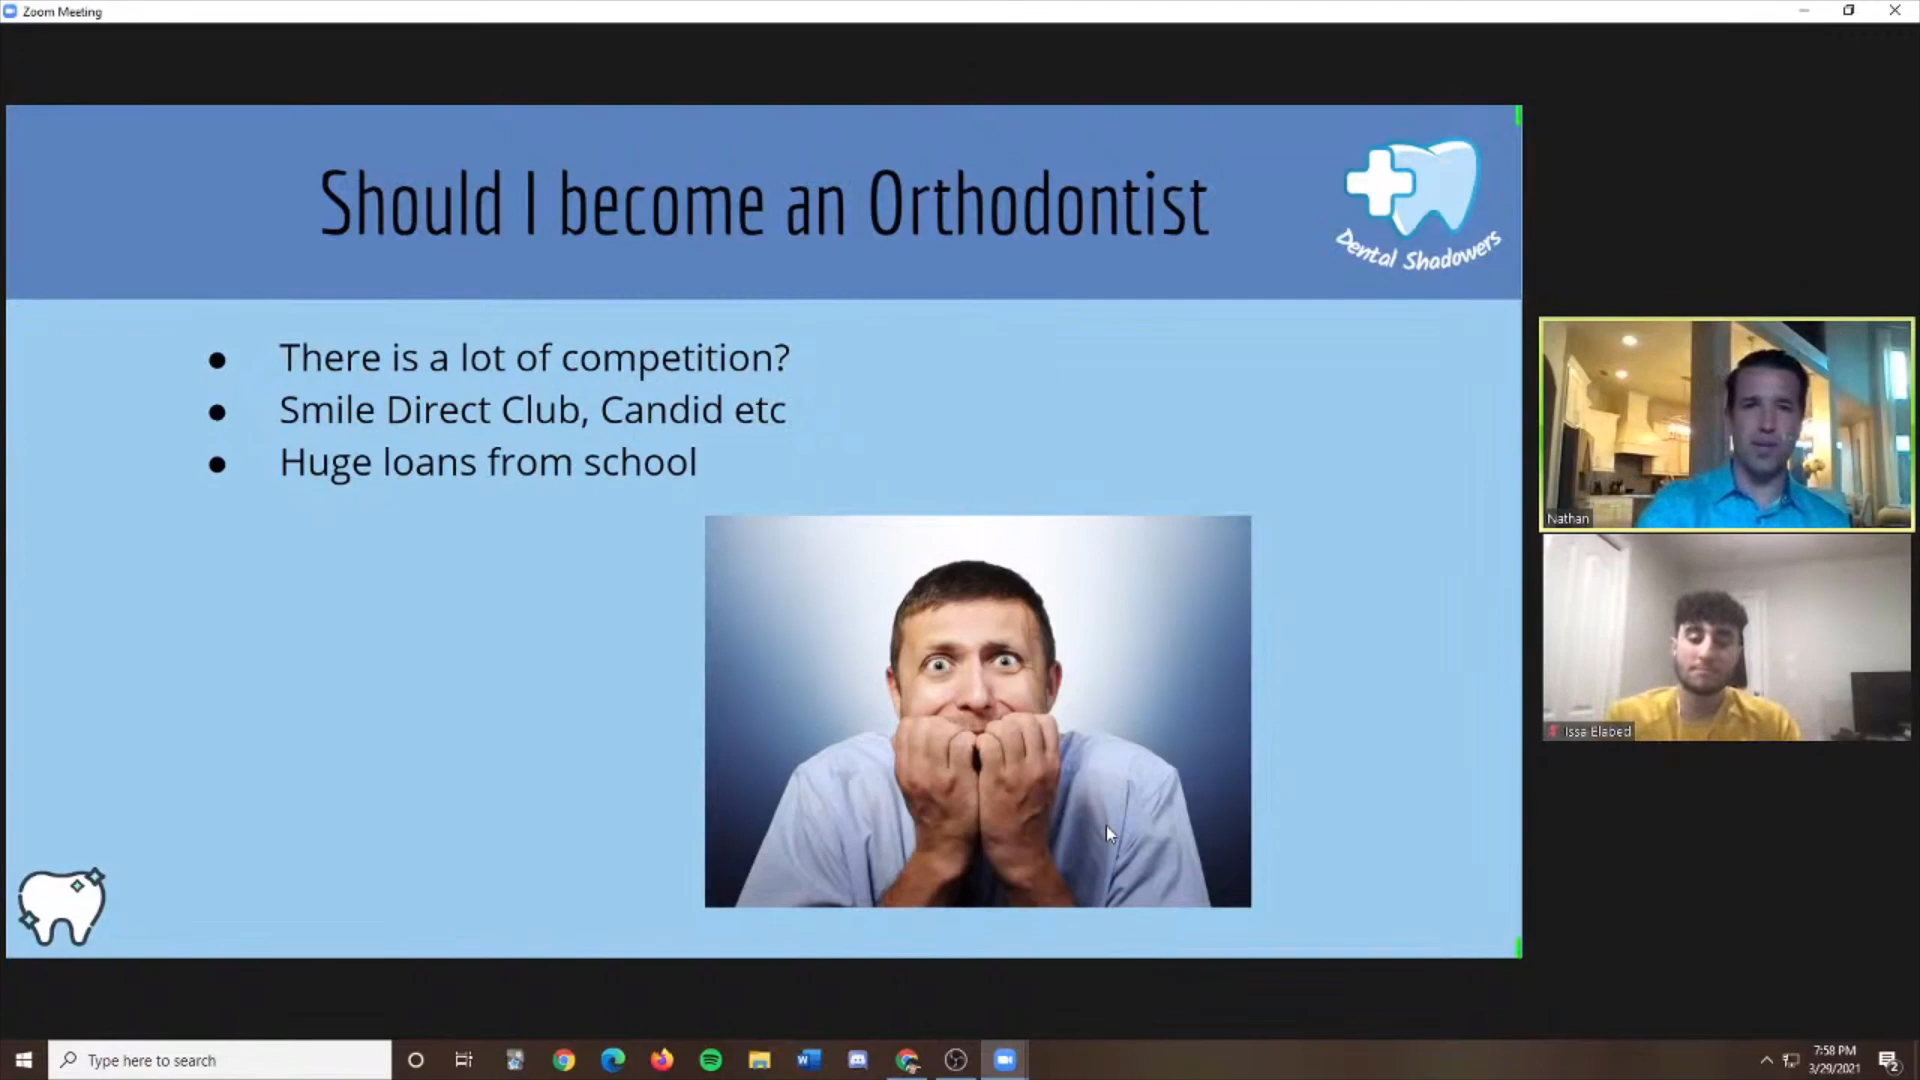 Zoom Meeting
Should I become an Orthodontist
Dental Shadowers
● There is a lot of competition?
● Smile Direct Club, Candid etc
● Huge loans from school
Nathan
Issa Elabed
Type here to search
7:58 PM
3/29/2021
2